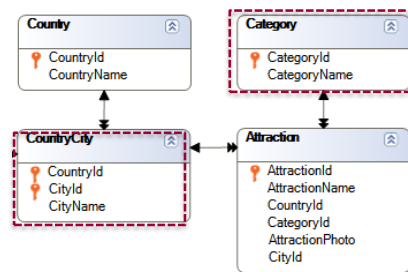 Country
CountryId
CountryName
Category
CategoryId
CategoryName
CountryCity
CountryId
CityId
CityName
Attraction
AttractionId
AttractionName
CountryId
CategoryId
AttractionPhoto
CityId